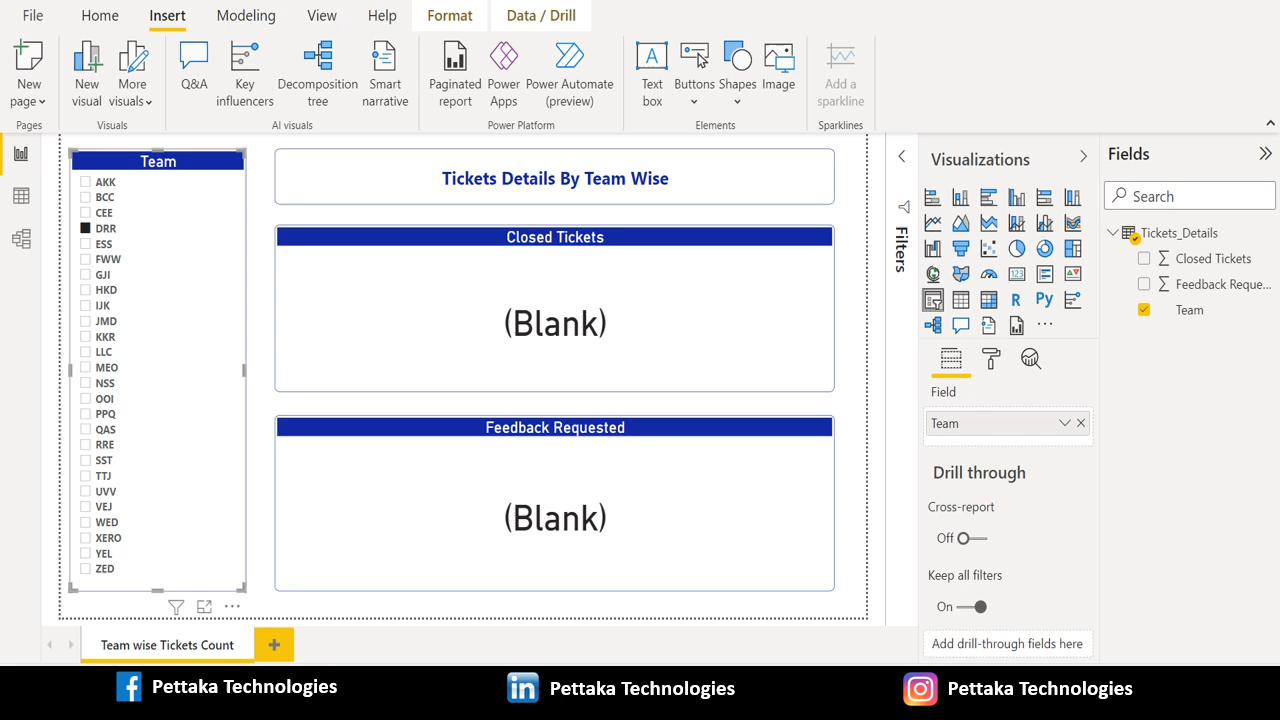 File Home Insert Modeling View Help Format Data / Drill
New page
New visual
More visuals
Q&A
Key influencers
Decomposition tree
Smart narrative
Paginated report
Power Apps
Power Automate (preview)
Text box
Buttons
Shapes
Image
Add a sparkline
Pages Visuals AI visuals Power Platform Elements Sparklines
Team
AKK
BCC
CEE
DRR
ESS
FWW
GJI
HKD
IJK
JMD
KKR
LLC
MEO
NSS
OOI
PPQ
QAS
RRE
SST
TTJ
UVV
VEJ
WED
XERO
YEL
ZED
Tickets Details By Team Wise
Closed Tickets
(Blank)
Feedback Requested
(Blank)
Filters
Visualizations
123
R Py
Field
Team
Drill through
Cross-report
Off
Keep all filters
On
Add drill-through fields here
Fields
Search
Tickets_Details
Closed Tickets
Feedback Reque...
Team
Team wise Tickets Count
Pettaka Technologies
in Pettaka Technologies
Pettaka Technologies